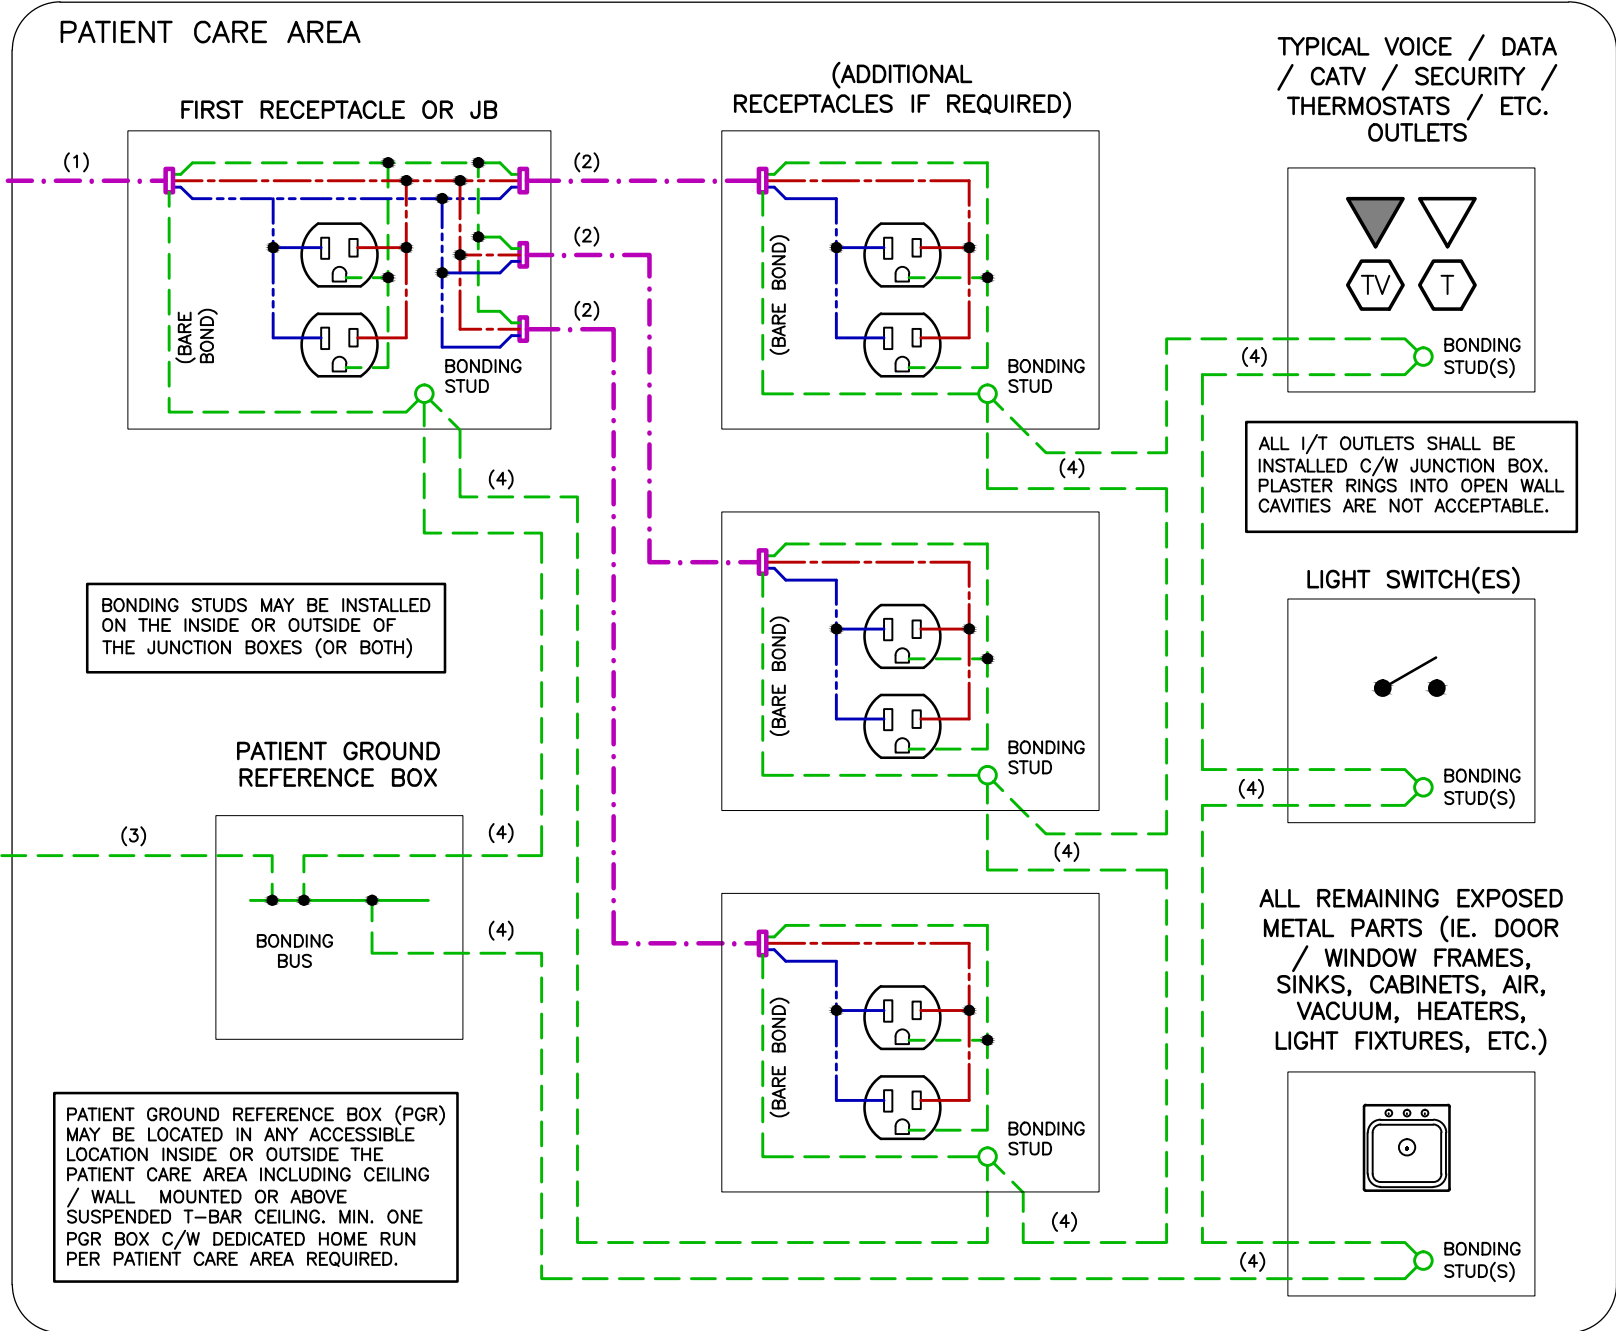 PATIENT CARE AREA
FIRST RECEPTACLE OR JB
(1)
(2)
(2)
(2)
(BARE
BOND)
BONDING
STUD
(4)
(ADDITIONAL
RECEPTACLES IF REQUIRED)
(BARE BOND)
BONDING
STUD
(4)
(BARE BOND)
BONDING
STUD
(4)
(BARE BOND)
BONDING
STUD
(4)
TYPICAL VOICE / DATA
/ CATV / SECURITY /
THERMOSTATS / ETC.
OUTLETS
TV
T
(4)
BONDING
STUD(S)
ALL I/T OUTLETS SHALL BE
INSTALLED C/W JUNCTION BOX.
PLASTER RINGS INTO OPEN WALL
CAVITIES ARE NOT ACCEPTABLE.
LIGHT SWITCH(ES)
(4)
BONDING
STUD(S)
ALL REMAINING EXPOSED
METAL PARTS (IE. DOOR
/ WINDOW FRAMES,
SINKS, CABINETS, AIR,
VACUUM, HEATERS,
LIGHT FIXTURES, ETC.)
(4)
BONDING
STUD(S)
BONDING STUDS MAY BE INSTALLED
ON THE INSIDE OR OUTSIDE OF
THE JUNCTION BOXES (OR BOTH)
PATIENT GROUND
REFERENCE BOX
(3)
(4)
(4)
BONDING
BUS
PATIENT GROUND REFERENCE BOX (PGR)
MAY BE LOCATED IN ANY ACCESSIBLE
LOCATION INSIDE OR OUTSIDE THE
PATIENT CARE AREA INCLUDING CEILING
/ WALL MOUNTED OR ABOVE
SUSPENDED T-BAR CEILING. MIN. ONE
PGR BOX C/W DEDICATED HOME RUN
PER PATIENT CARE AREA REQUIRED.